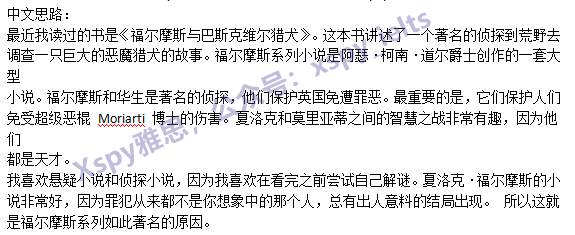 中文思路：
最近我读过的书是《福尔摩斯与巴斯克维尔猎犬》。这本书讲述了一个著名的侦探到荒野去
调查一只巨大的恶魔猎犬的故事。福尔摩斯系列小说是阿瑟·柯南·道尔爵士创作的一套大
型
小说。福尔摩斯和华生是著名的侦探，他们保护英国免遭罪恶。最重要的是，它们保护人们
免受超级恶棍 Moriarti 博士的伤害。夏洛克和莫里亚蒂之间的智慧之战非常有趣，因为他
们
都是天才。
我喜欢悬疑小说和侦探小说，因为我喜欢在看完之前尝试自己解谜。夏洛克·福尔摩斯的小
说非常好，因为罪犯从来都不是你想象中的那个人，总有出人意料的结局出现。 所以这就
是福尔摩斯系列如此著名的原因。
Xspy雅思，公众号：xspy-ielts